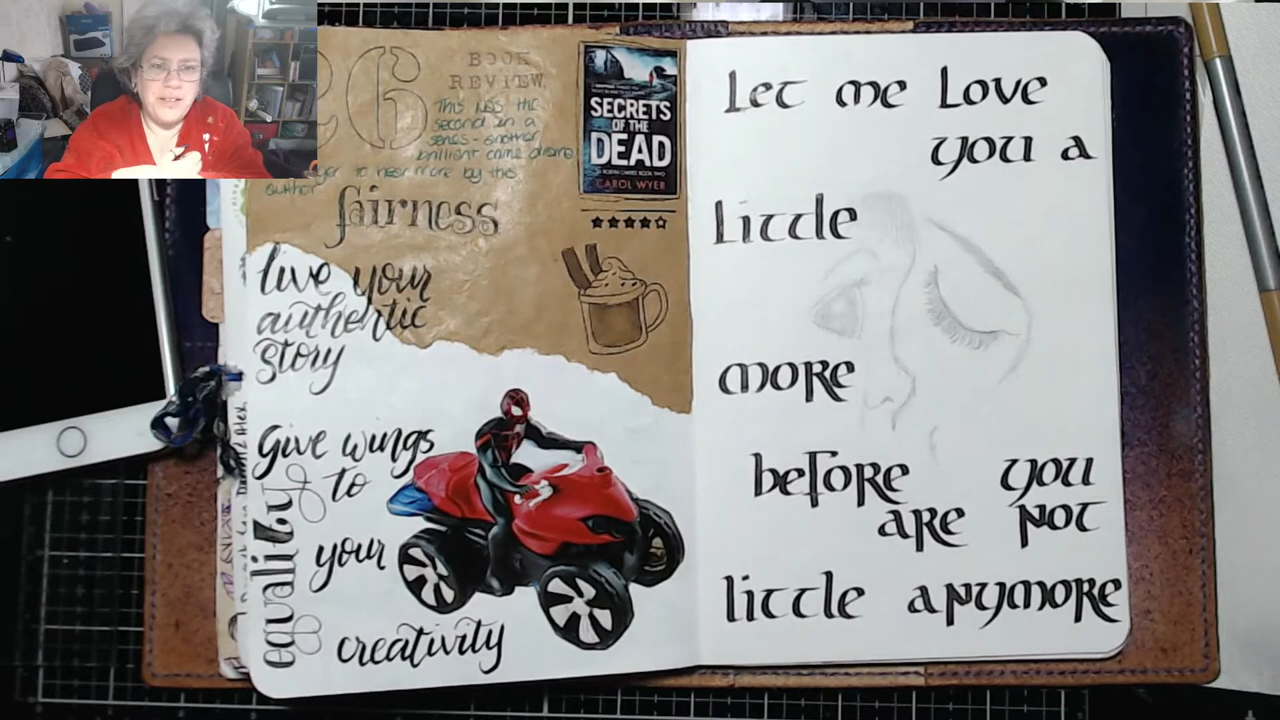 26
BOOK
REVIEW
This was the
second in a
series - another
brilliant crime drama
to hear more by this
author
SECRETS
OF THE
DEAD
CAROL WYER
fairness
live your
authentic
story
Give wings
to
your
creativity
equality
Let me Love
you a
Little
more
before you
are not
little anymore